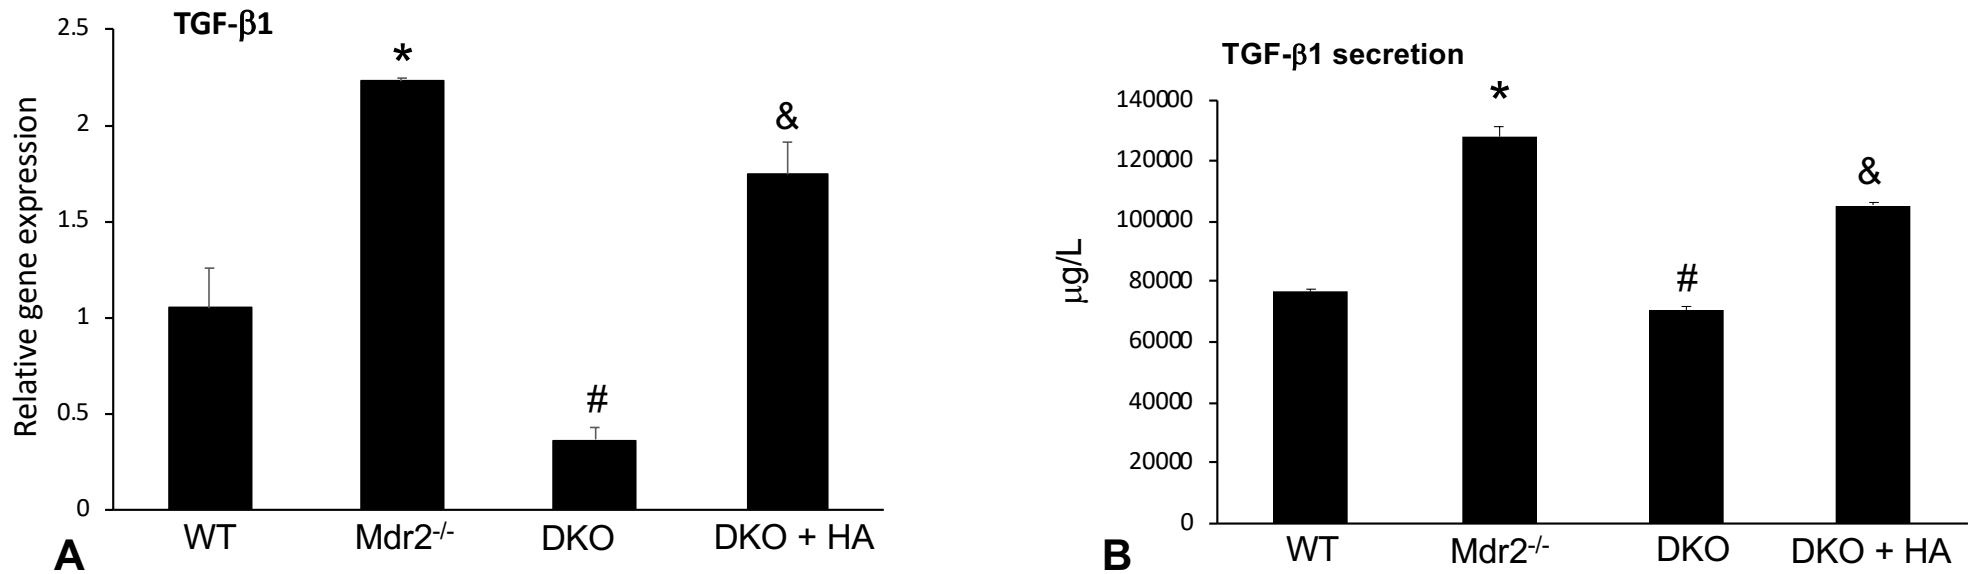 TGF-β1
Relative gene expression
2.5
2
1.5
1
0.5
0
*
#
&
WT
Mdr2-/-
DKO
DKO + HA
A
TGF-β1 secretion
μg/L
140000
120000
100000
80000
60000
40000
20000
0
*
#
&
WT
Mdr2-/-
DKO
DKO + HA
B